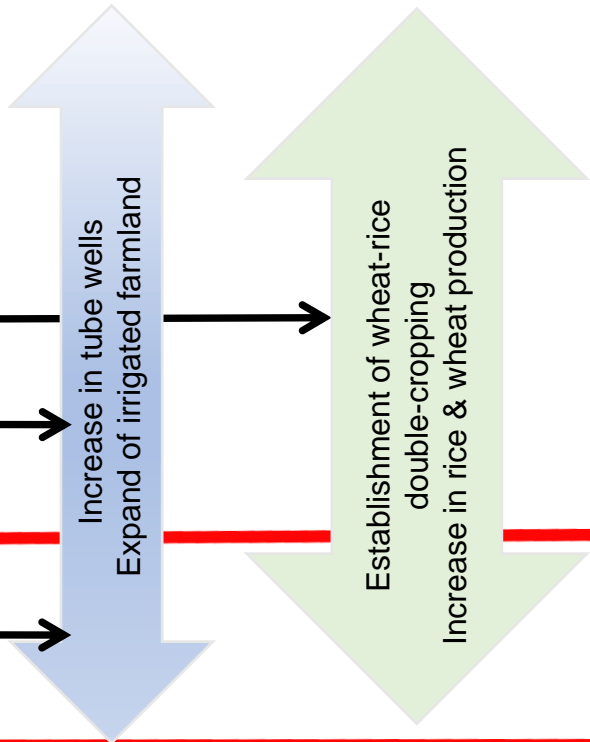 Increase in tube wells
Expand of irrigated farmland
Establishment of wheat-rice
double-cropping
Increase in rice & wheat production